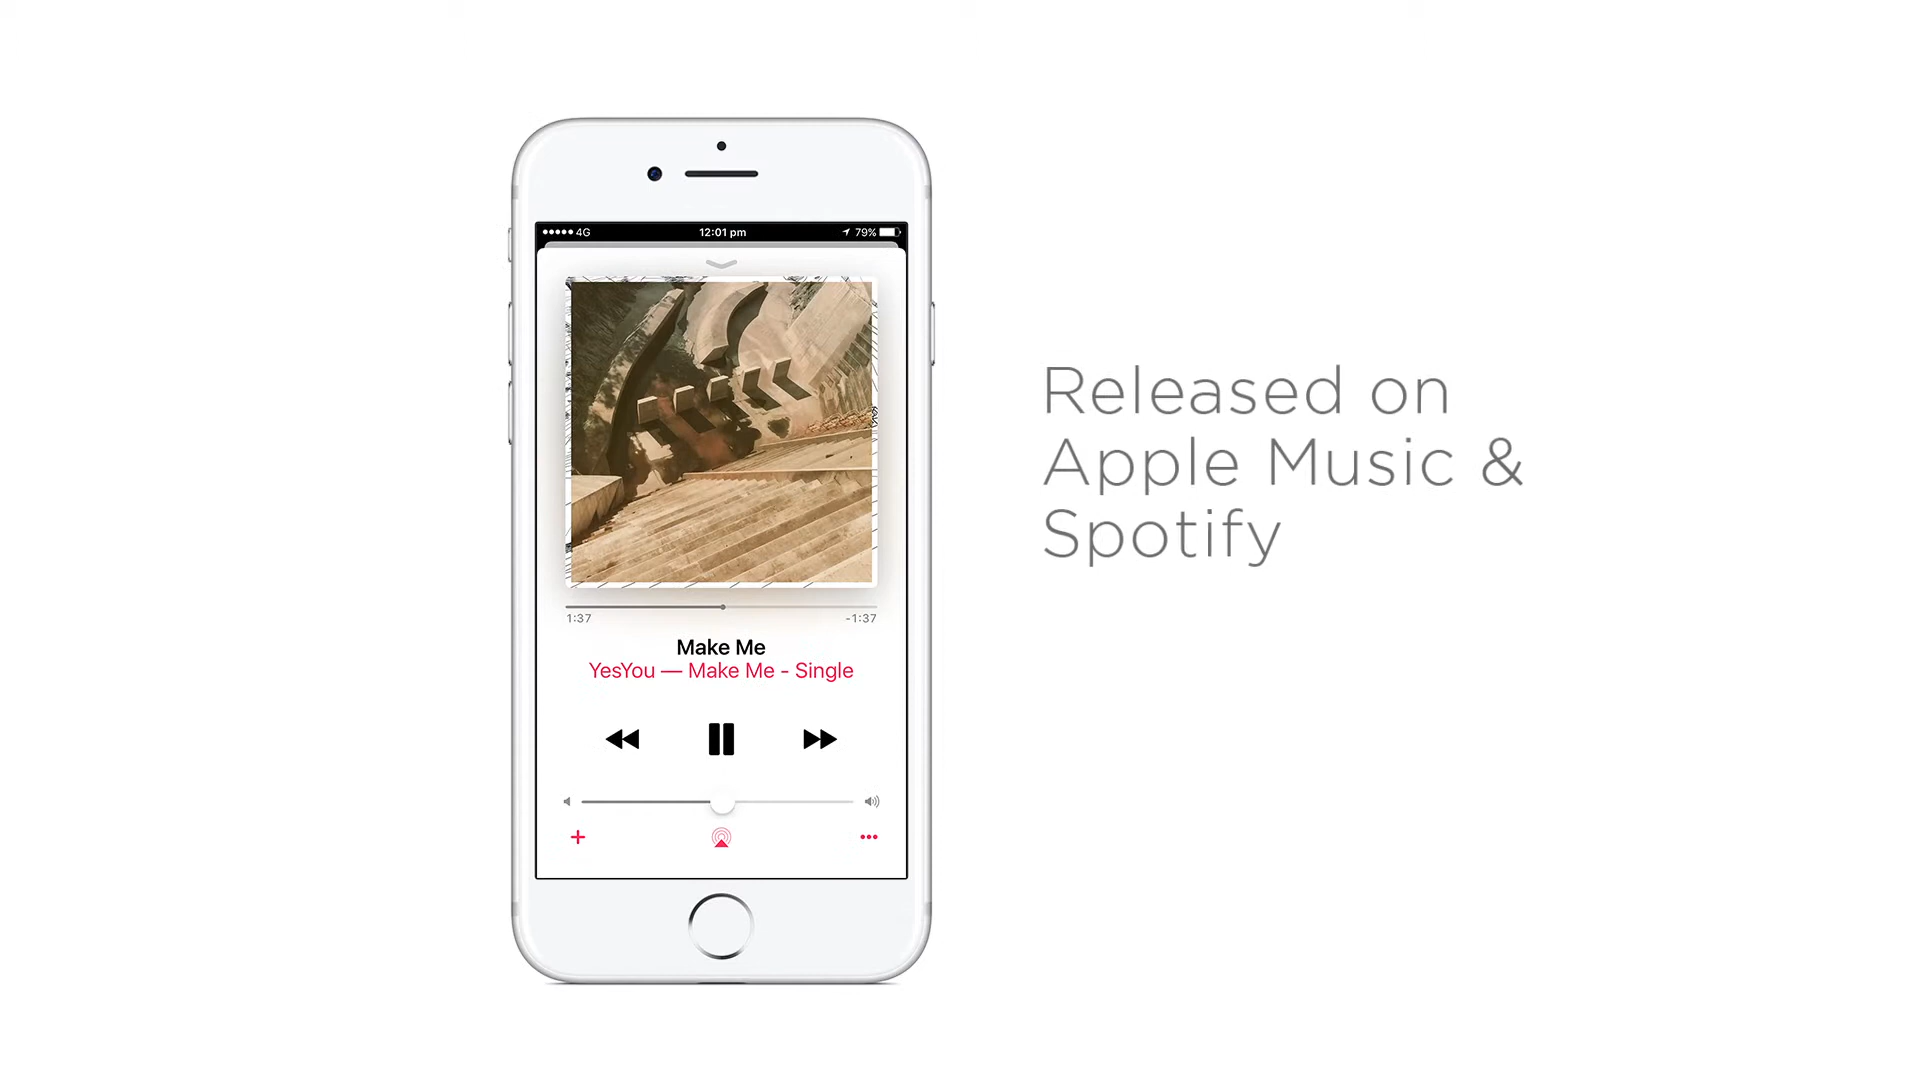 4G 12:01 pm 79%
1:37 -1:37
Make Me
YesYou — Make Me - Single
Released on
Apple Music &
Spotify